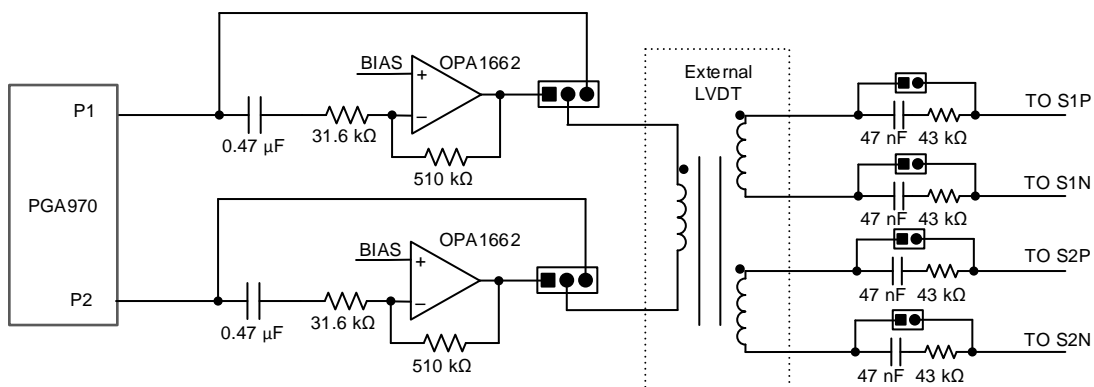 PGA970
P1
P2
0.47 µF
31.6 kΩ
BIAS
+
−
OPA1662
510 kΩ
0.47 µF
31.6 kΩ
BIAS
+
−
OPA1662
510 kΩ
External
LVDT
47 nF
43 kΩ
TO S1P
47 nF
43 kΩ
TO S1N
47 nF
43 kΩ
TO S2P
47 nF
43 kΩ
TO S2N